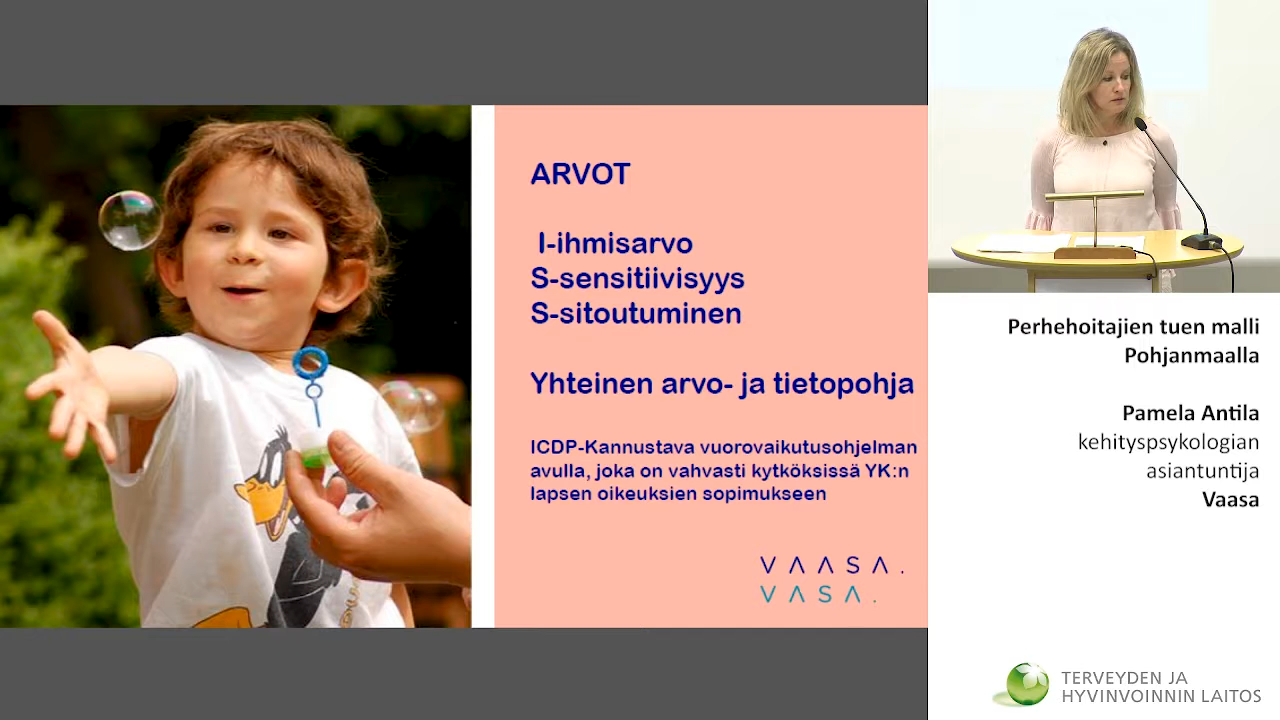 ARVOT
I-ihmisarvo
S-sensitiivisyys
S-sitoutuminen
Yhteinen arvo- ja tietopohja
ICDP-Kannustava vuorovaikutusohjelman
avulla, joka on vahvasti kytköksissä YK:n
lapsen oikeuksien sopimukseen
VAASA.
VASA.
Perhehoitajien tuen malli
Pohjanmaalla
Pamela Antila
kehityspsykologian
asiantuntija
Vaasa
TERVEYDEN JA
HYVINVOINNIN LAITOS